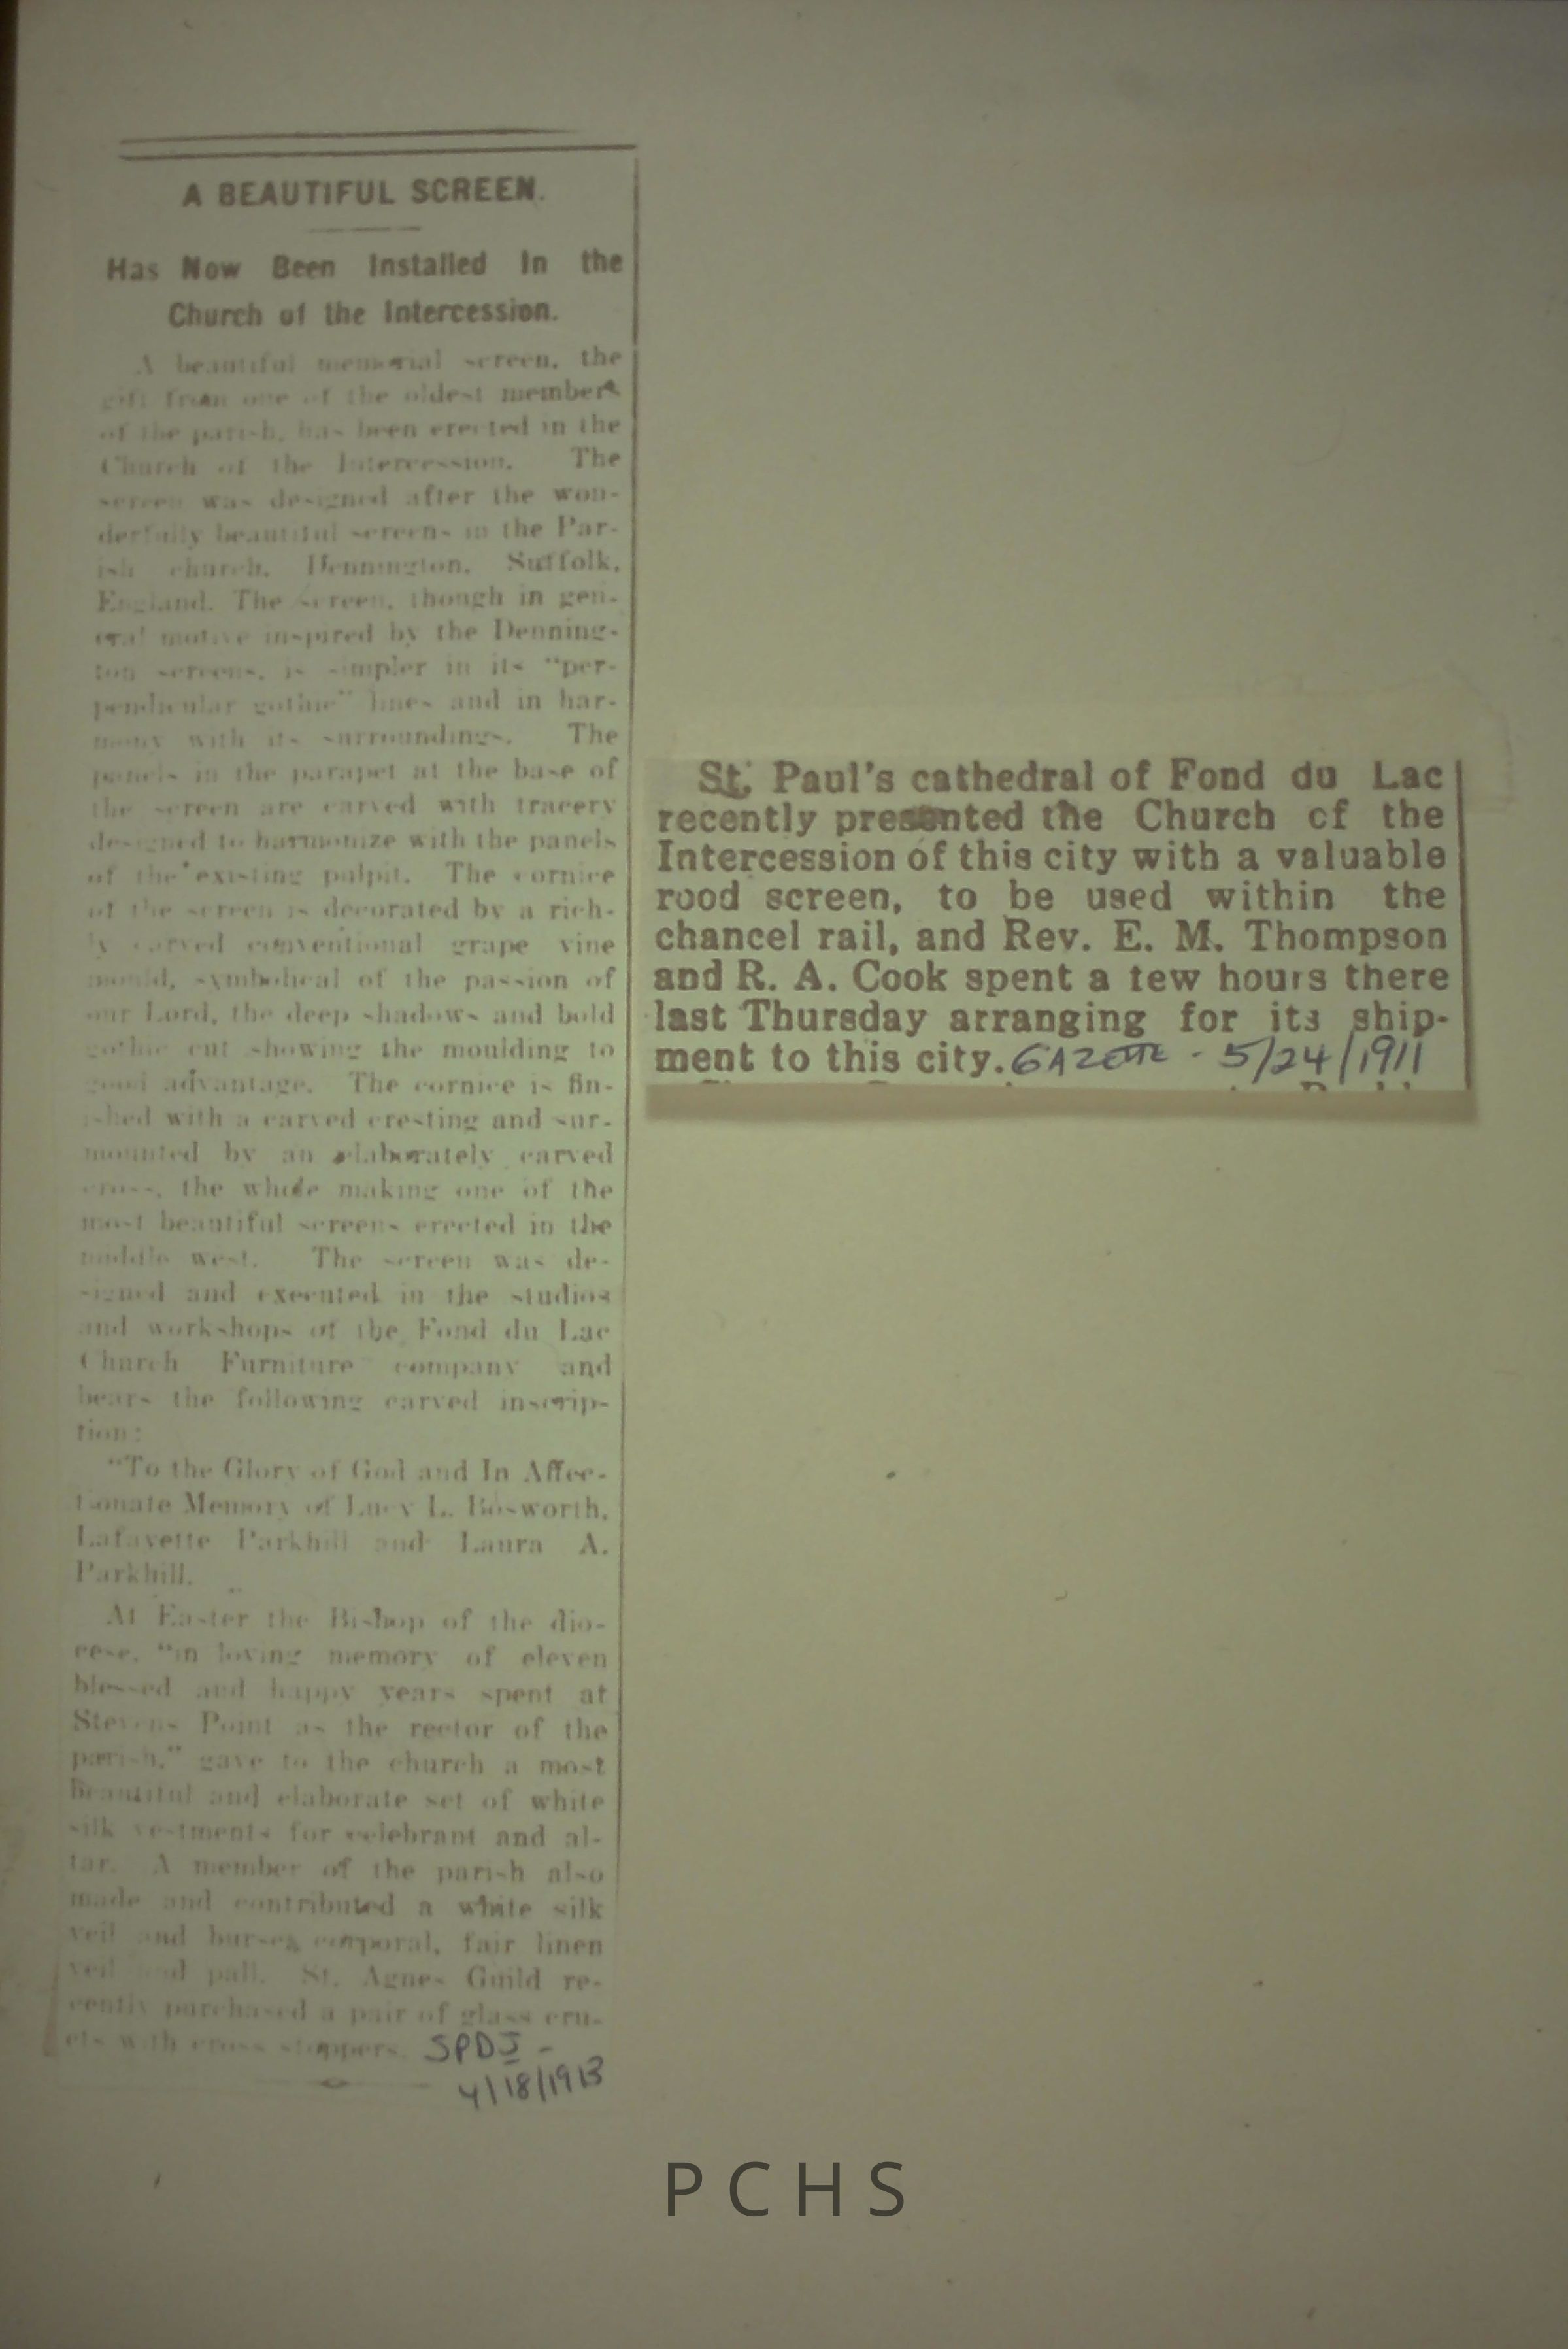 A BEAUTIFUL SCREEN.
Has Now Been Installed In the
Church of the Intercession.
A beautiful memorial screen, the
gift from one of the oldest members
of the parish, has been erected in the
Church of the Intercession. The
screen was designed after the won-
derfully beautiful screens in the Par-
ish church, Dennington, Suffolk,
England. The screen, though in gen-
eral motive inspired by the Denning-
ton screens, is simpler in its "per-
pendicular gothic" lines and in har-
mony with its surroundings. The
panels in the parapet at the base of
the screen are carved with tracery
designed to harmonize with the panels
of the existing pulpit. The cornice
of the screen is decorated by a rich-
ly carved conventional grape vine
mould, symbolical of the passion of
our Lord, the deep shadows and bold
gothic cut showing the moulding to
good advantage. The cornice is fin-
ished with a carved cresting and sur-
mounted by an elaborately carved
cross, the whole making one of the
most beautiful screens erected in the
middle west. The screen was de-
signed and executed in the studios
and workshops of the Fond du Lac
Church Furniture company and
bears the following carved inscrip-
tion:
"To the Glory of God and In Affec-
tionate Memory of Lucy L. Bosworth,
Lafayette Parkhill and Laura A.
Parkhill.
At Easter the Bishop of the dio-
cese, "in loving memory of eleven
blessed and happy years spent at
Stevens Point as the rector of the
parish," gave to the church a most
beautiful and elaborate set of white
silk vestments for celebrant and al-
tar. A member of the parish also
made and contributed a white silk
veil and burses, corporal, fair linen
veil and pall. St. Agnes Guild re-
cently purchased a pair of glass cru-
ets with cross stoppers. SPDJ -
4/18/1913
St. Paul's cathedral of Fond du Lac
recently presented the Church cf the
Intercession of this city with a valuable
rood screen, to be used within the
chancel rail, and Rev. E. M. Thompson
and R. A. Cook spent a tew hours there
last Thursday arranging for its ship-
ment to this city. GAZETTE - 5/24/1911
PCHS